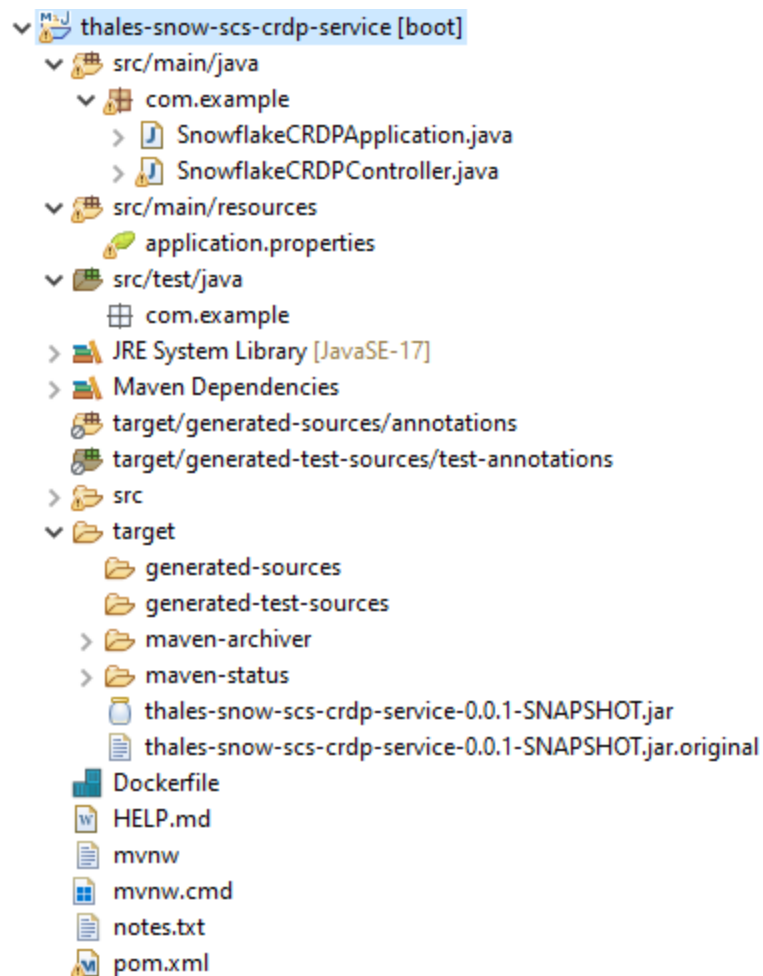 thales-snow-scs-crdp-service [boot]
src/main/java
com.example
SnowflakeCRDPApplication.java
SnowflakeCRDPController.java
src/main/resources
application.properties
src/test/java
com.example
JRE System Library [JavaSE-17]
Maven Dependencies
target/generated-sources/annotations
target/generated-test-sources/test-annotations
src
target
generated-sources
generated-test-sources
maven-archiver
maven-status
thales-snow-scs-crdp-service-0.0.1-SNAPSHOT.jar
thales-snow-scs-crdp-service-0.0.1-SNAPSHOT.jar.original
Dockerfile
HELP.md
mvnw
mvnw.cmd
notes.txt
pom.xml